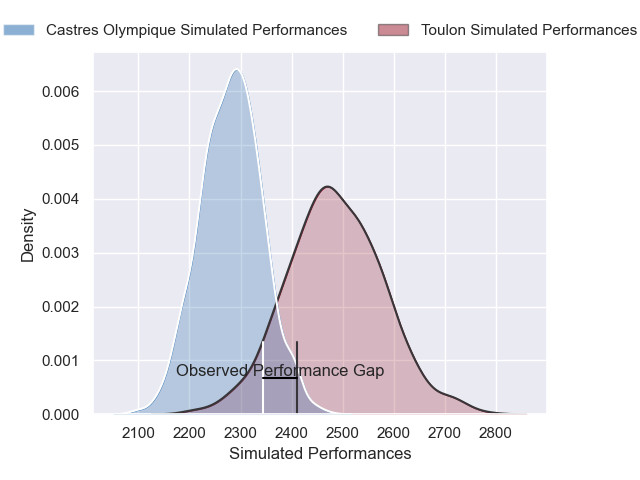 Castres Olympique Simulated Performances
Toulon Simulated Performances
0.006
0.005
0.004
0.003
0.002
0.001
0.000
Density
Observed Performance Gap
2100 2200 2300 2400 2500 2600 2700 2800
Simulated Performances